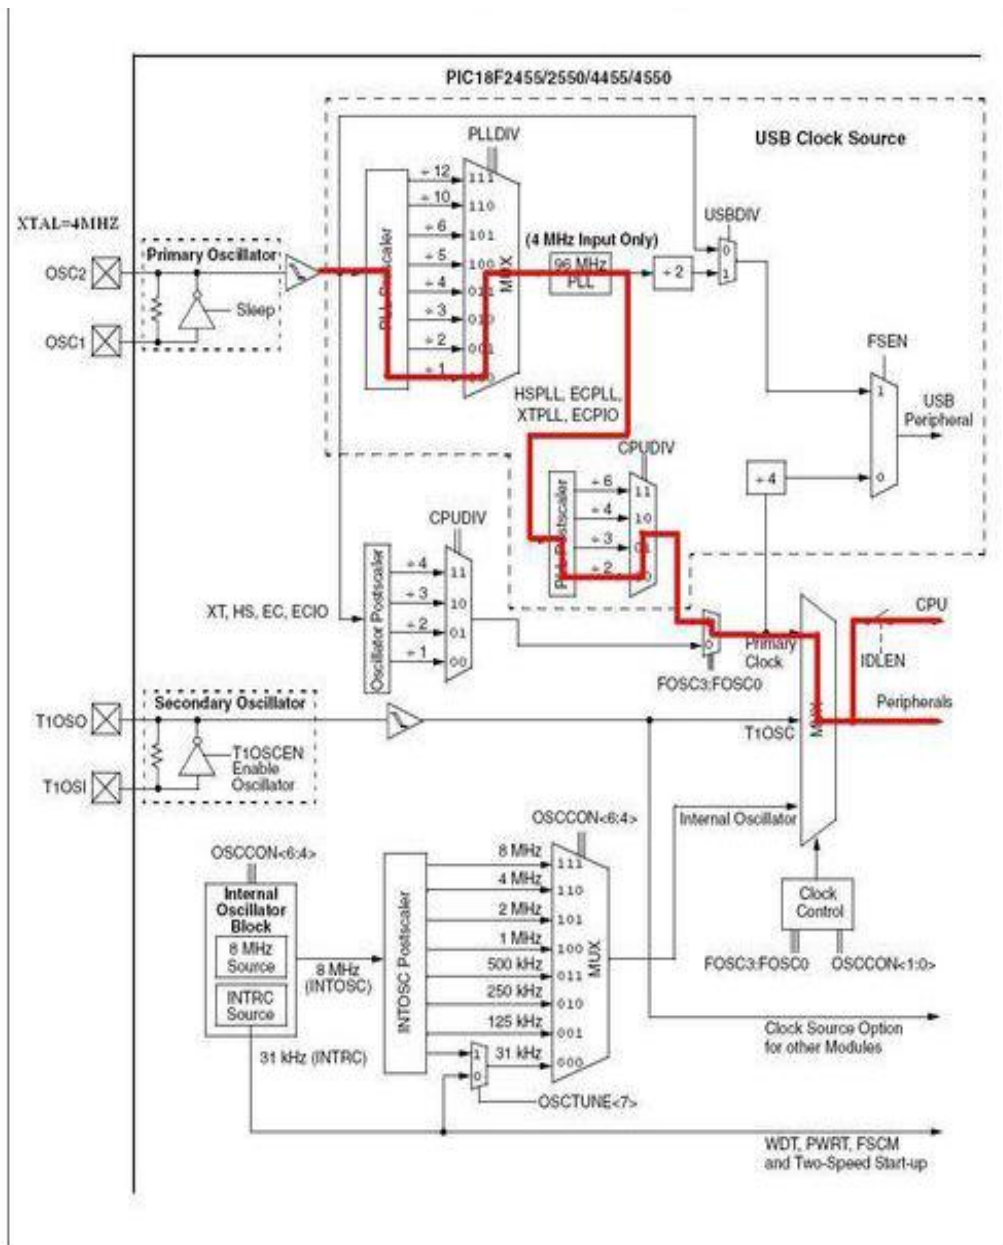 PIC18F2455/2550/4455/4550
USB Clock Source
PLLDIV
÷ 12
111
÷ 10
110
÷ 6
101
÷ 5
100
÷ 4
÷ 3
010
÷ 2
001
÷ 1
MUX
XTAL=4MHZ
Primary Oscillator
OSC2
Sleep
OSC1
(4 MHz Input Only)
96 MHz
PLL
÷ 2
USBDIV
0
1
FSEN
1
0
USB
Peripheral
HSPLL, ECPLL,
XTPLL, ECPIO
CPUDIV
÷ 6
11
÷ 4
10
÷ 3
÷ 2
÷ 4
CPUDIV
Oscillator Postscaler
÷ 4
11
÷ 3
10
÷ 2
01
÷ 1
00
XT, HS, EC, ECIO
0
FOSC3:FOSC0
Primary
Clock
CPU
IDLEN
Peripherals
MUX
Secondary Oscillator
T1OSO
T1OSCEN
Enable
Oscillator
T1OSI
T1OSC
Internal Oscillator
OSCCON<6:4>
OSCCON<6:4>
Internal
Oscillator
Block
8 MHz
Source
INTRC
Source
8 MHz
(INTOSC)
31 kHz (INTRC)
INTOSC Postscaler
8 MHz
111
4 MHz
110
2 MHz
101
1 MHz
100
500 kHz
011
250 kHz
010
125 kHz
001
1
0
31 kHz
000
MUX
OSCTUNE<7>
Clock
Control
FOSC3:FOSC0
OSCCON<1:0>
Clock Source Option
for other Modules
WDT, PWRT, FSCM
and Two-Speed Start-up